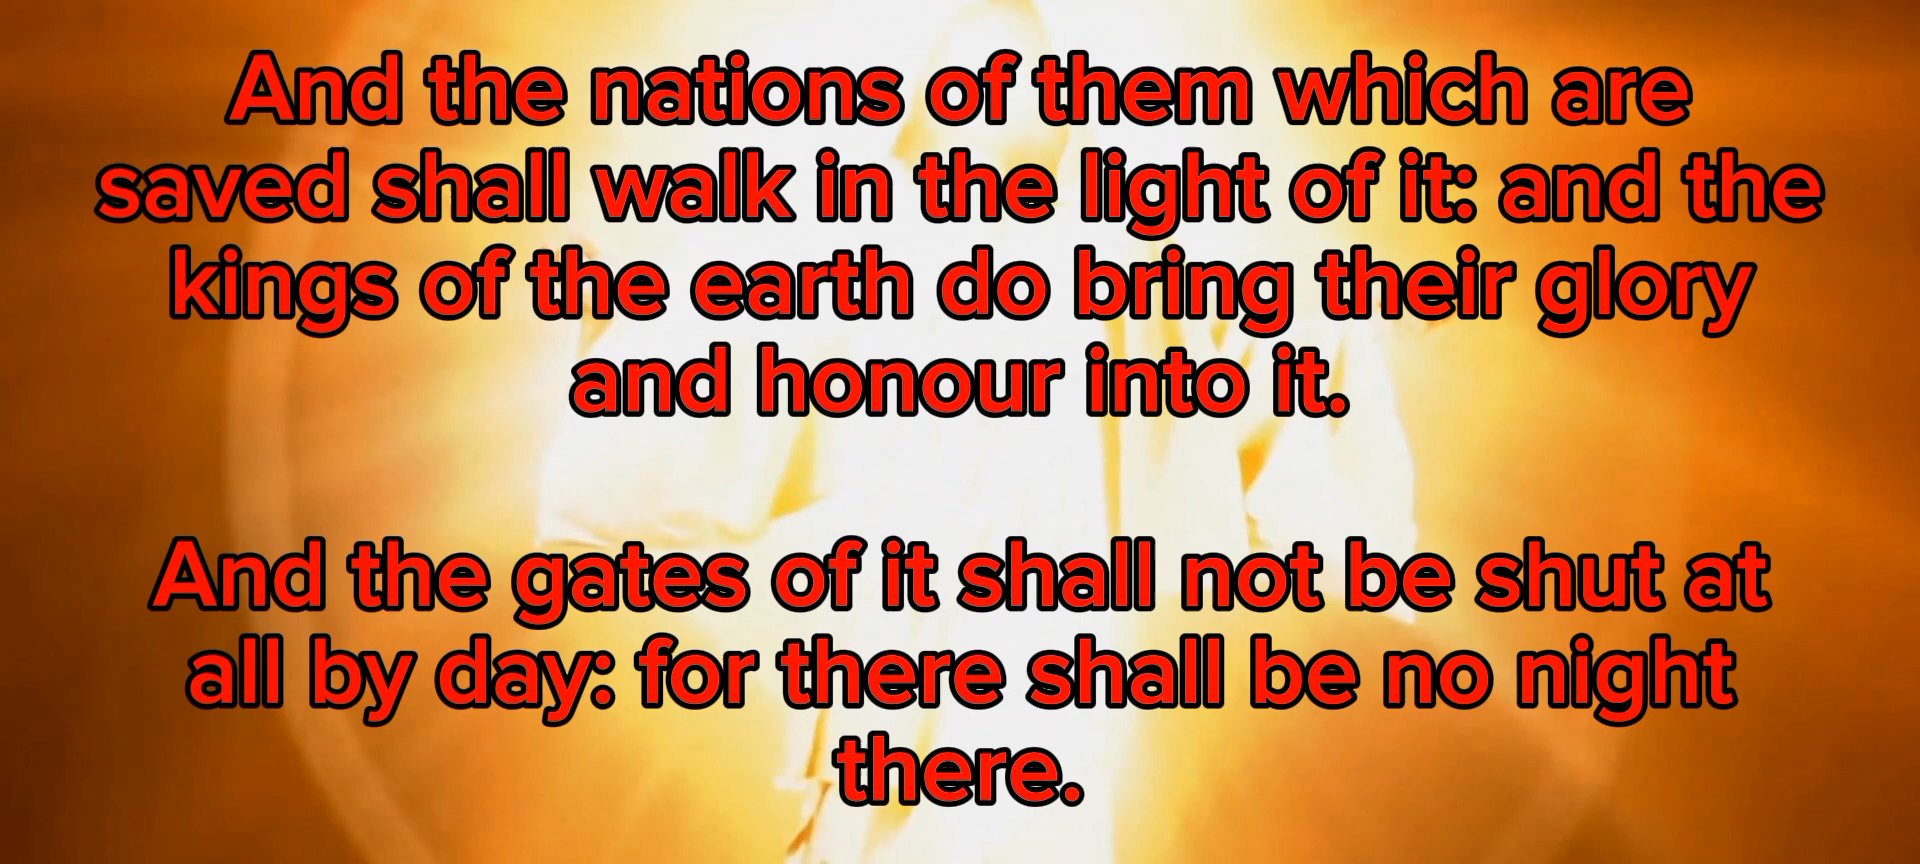 And the nations of them which are
saved shall walk in the light of it: and the
kings of the earth do bring their glory
and honour into it.
And the gates of it shall not be shut at
all by day: for there shall be no night
there.